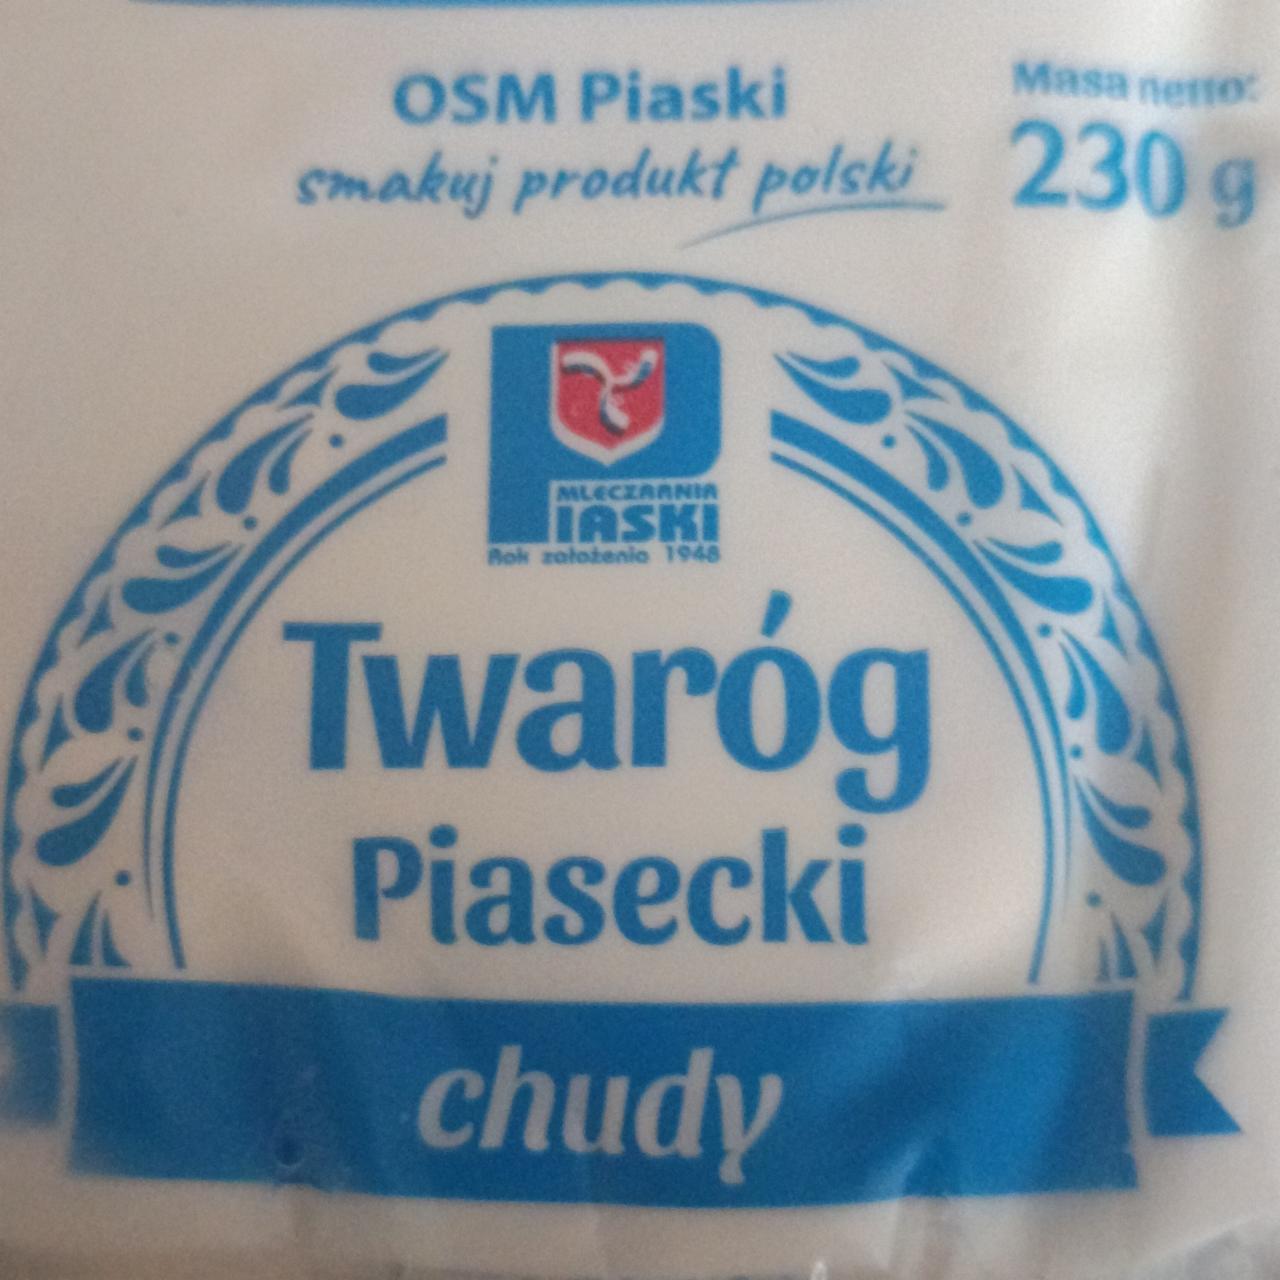 OSM Piaski
smakuj produkt polski
Masa netto:
230 g
MLECZARNIA
PIASKI
Rok założenia 1948
Twaróg
Piasecki
chudy